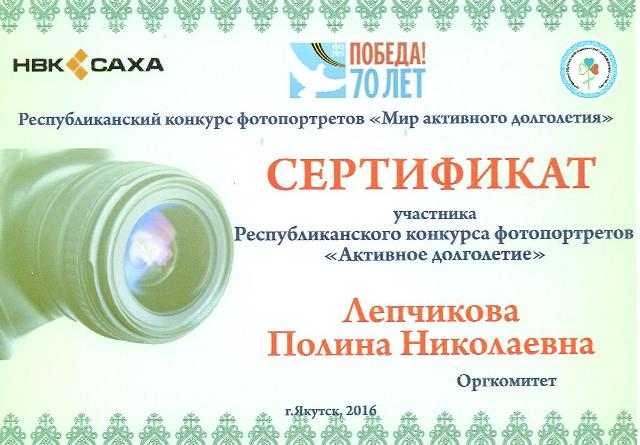 НВК САХА
ПОБЕДА!
70 ЛЕТ
Республиканский конкурс фотопортретов «Мир активного долголетия»
СЕРТИФИКАТ
участника
Республиканского конкурса фотопортретов
«Активное долголетие»
Лепчикова
Полина Николаевна
Оргкомитет
г.Якутск, 2016